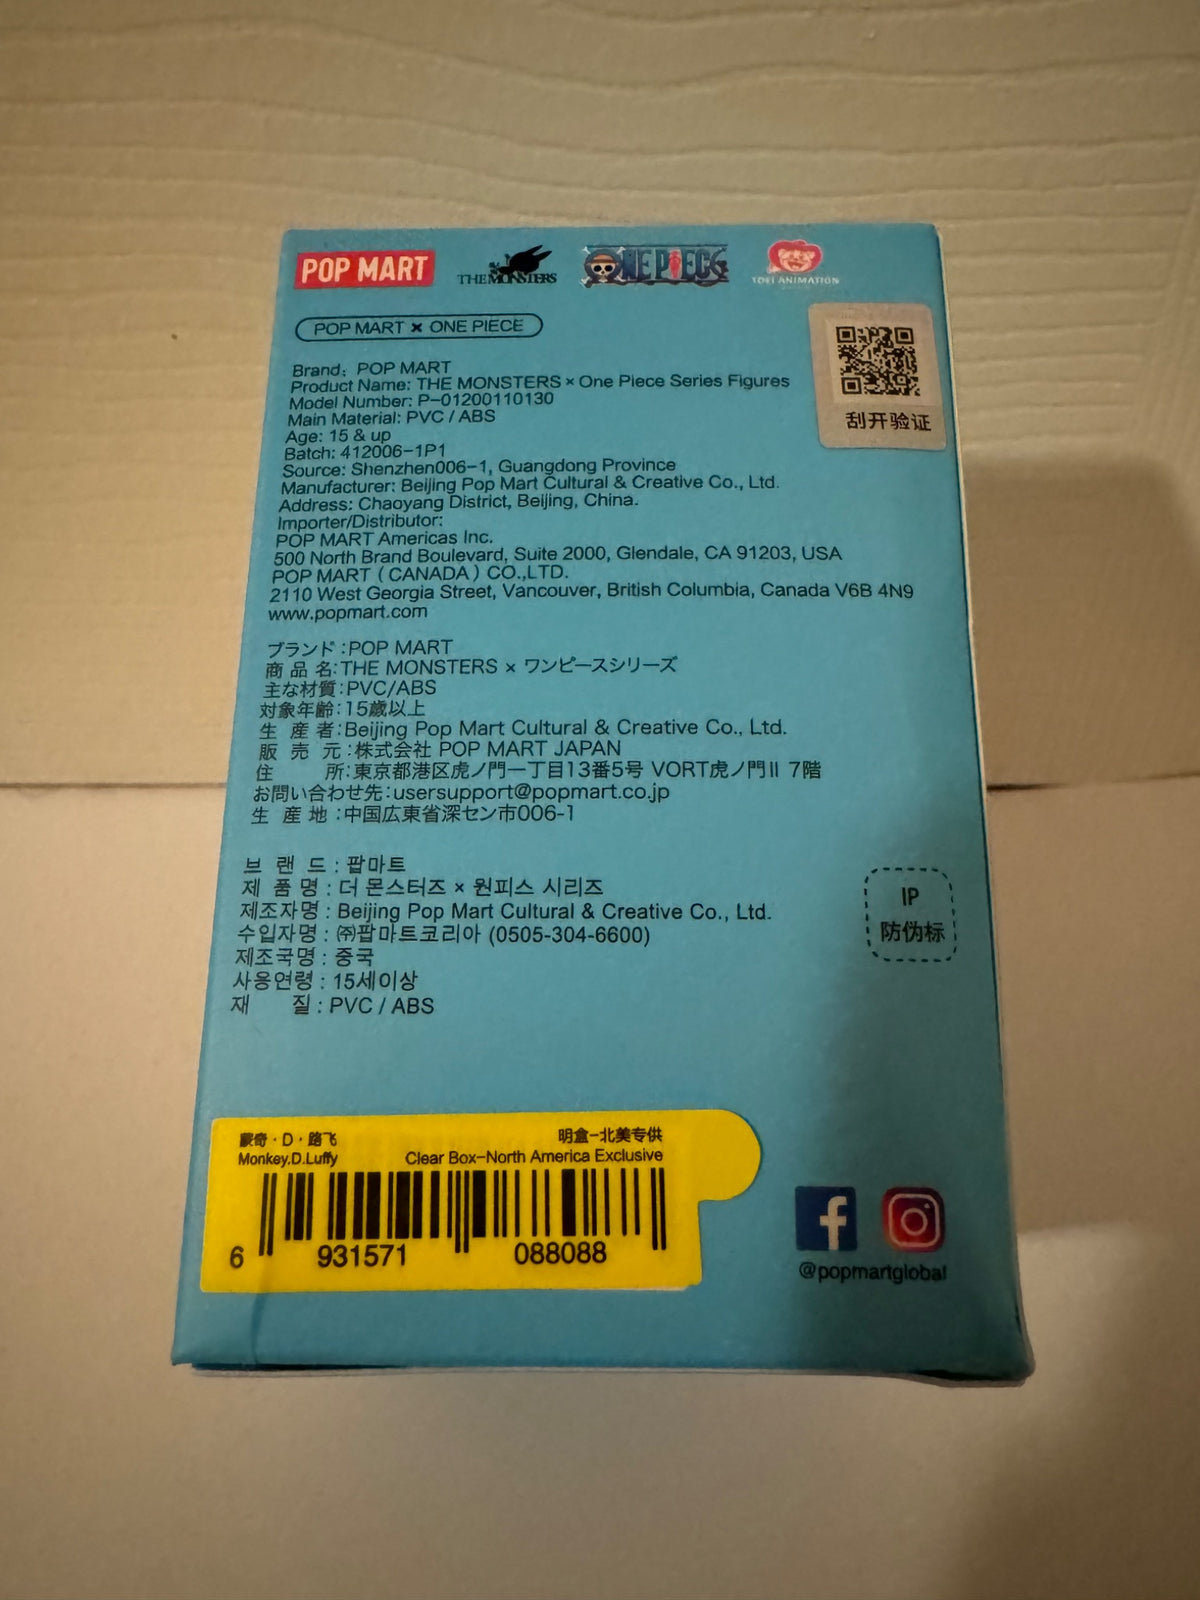 POP MART
THE MONSTERS
ONE PIECE
TOEI ANIMATION
POP MART × ONE PIECE
刮开验证
Brand: POP MART
Product Name: THE MONSTERS × One Piece Series Figures
Model Number: P-01200110130
Main Material: PVC / ABS
Age: 15 & up
Batch: 412006-1P1
Source: Shenzhen006-1, Guangdong Province
Manufacturer: Beijing Pop Mart Cultural & Creative Co., Ltd.
Address: Chaoyang District, Beijing, China.
Importer/Distributor:
POP MART Americas Inc.
500 North Brand Boulevard, Suite 2000, Glendale, CA 91203, USA
POP MART ( CANADA ) CO.,LTD.
2110 West Georgia Street, Vancouver, British Columbia, Canada V6B 4N9
www.popmart.com
ブランド:POP MART
商品名:THE MONSTERS × ワンピースシリーズ
主な材質:PVC/ABS
対象年齢:15歳以上
生産者:Beijing Pop Mart Cultural & Creative Co., Ltd.
販売元:株式会社 POP MART JAPAN
住所:東京都港区虎ノ門一丁目13番5号 VORT虎ノ門II 7階
お問い合わせ先:usersupport@popmart.co.jp
生産地:中国広東省深セン市006-1
브랜드 : 팝마트
제품명 : 더 몬스터즈 × 원피스 시리즈
제조자명 : Beijing Pop Mart Cultural & Creative Co., Ltd.
수입자명 : ㈜팝마트코리아 (0505-304-6600)
제조국명 : 중국
사용연령 : 15세이상
재질 : PVC / ABS
IP
防伪标
蒙奇・D・路飞
Monkey.D.Luffy
明盒-北美专供
Clear Box-North America Exclusive
6 931571 088088
@popmartglobal